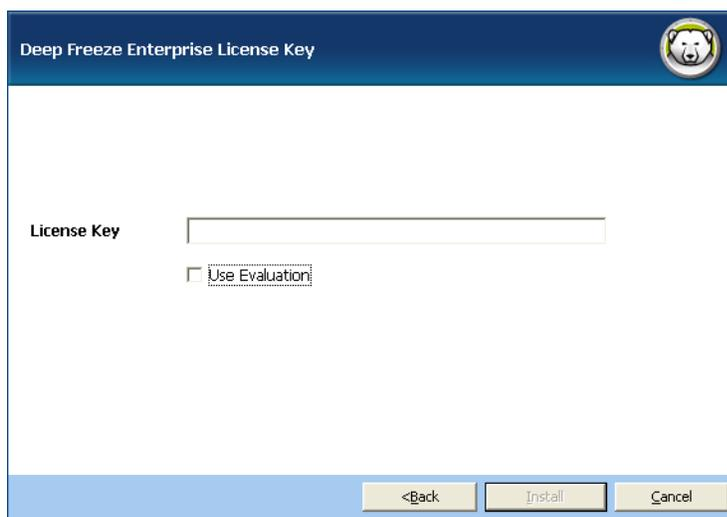 Deep Freeze Enterprise License Key
License Key
Use Evaluation
<Back
Install
Cancel